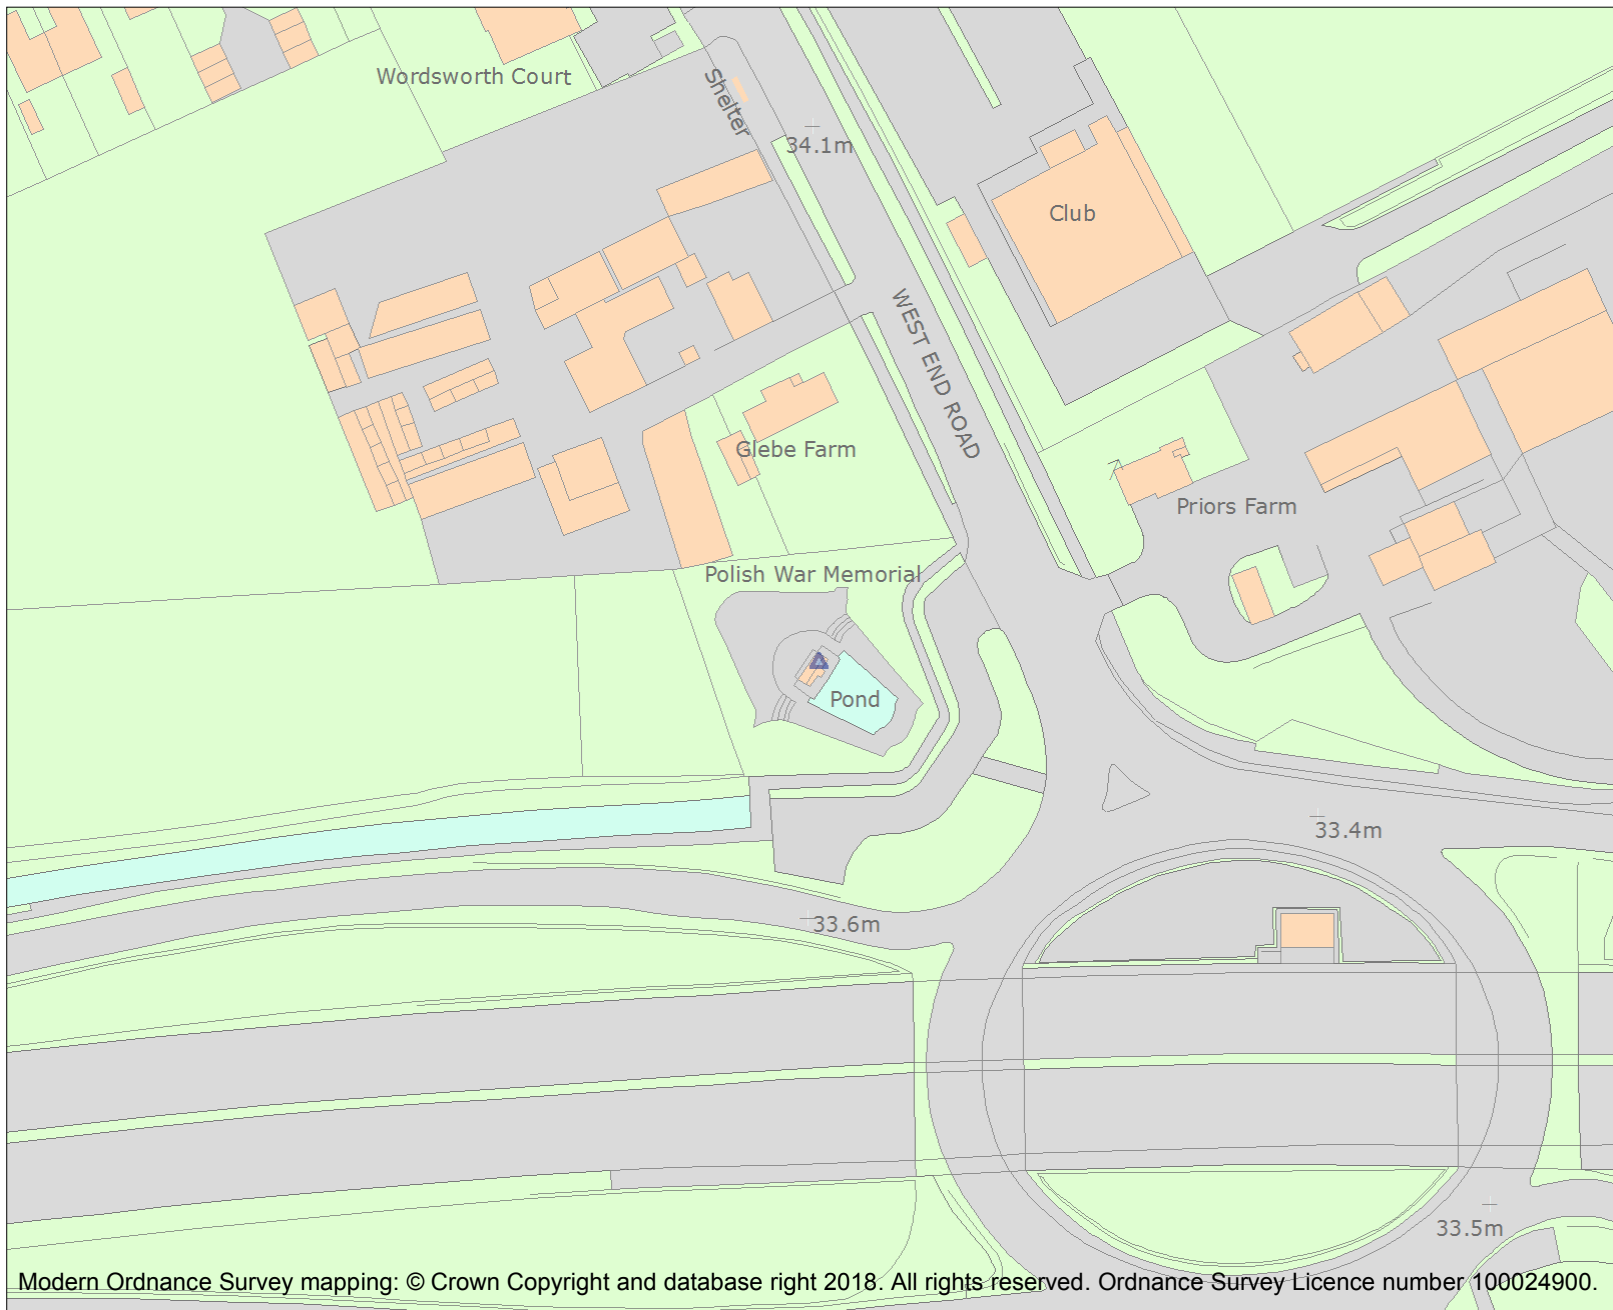 Wordsworth Court
Shelter
34.1m
Club
WEST END ROAD
Glebe Farm
Priors Farm
Polish War Memorial
Pond
33.4m
33.6m
33.5m
Modern Ordnance Survey mapping: © Crown Copyright and database right 2018. All rights reserved. Ordnance Survey Licence number 100024900.